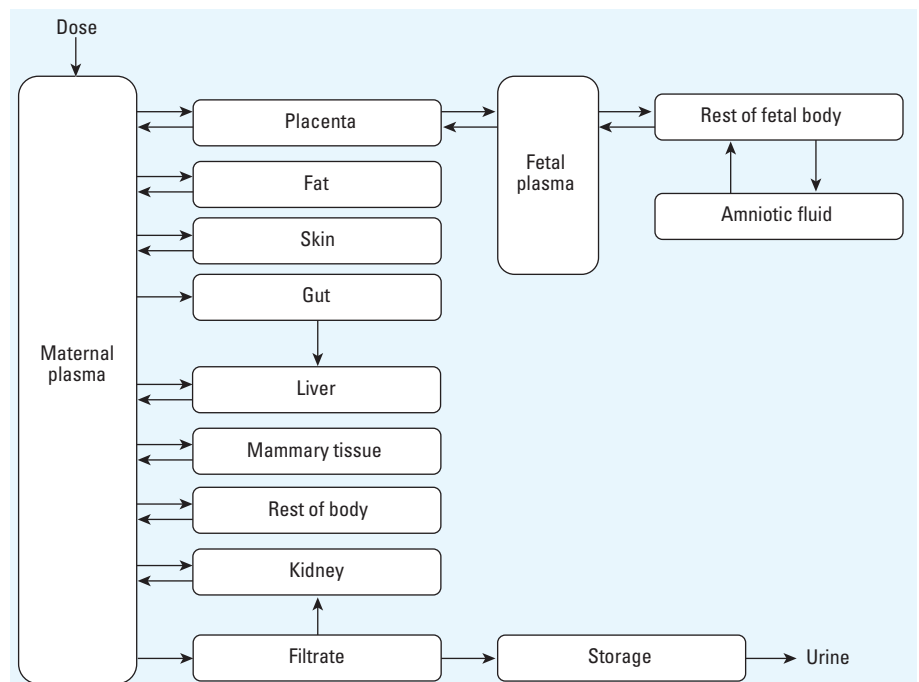 Dose
Placenta
Rest of fetal body
Fetal
plasma
Fat
Amniotic fluid
Skin
Gut
Maternal
plasma
Liver
Mammary tissue
Rest of body
Kidney
Filtrate
Storage
Urine